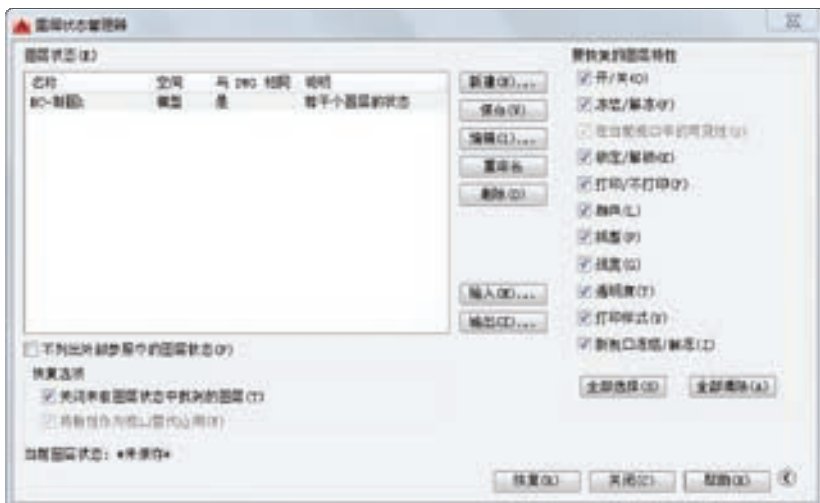 图层状态管理器
图层状态(E)
名称 空间 与 DWG 相同 说明
模型 是 若干个图层的状态
新建(N)...
保存(V)
编辑(I)...
重命名
删除(D)
输入(M)...
输出(X)...
不列出外部参照中的图层状态(F)
恢复选项
关闭未在图层状态中找到的图层(T)
将特性作为视口替代应用(R)
当前图层状态: *未保存*
要恢复的图层特性
开/关(O)
冻结/解冻(F)
在当前视口中的可见性(U)
锁定/解锁(K)
打印/不打印(P)
颜色(L)
线型(P)
线宽(G)
透明度(T)
打印样式(Y)
新视口冻结/解冻(Z)
全部选择(S) 全部清除(A)
恢复(R) 关闭(C) 帮助(H)